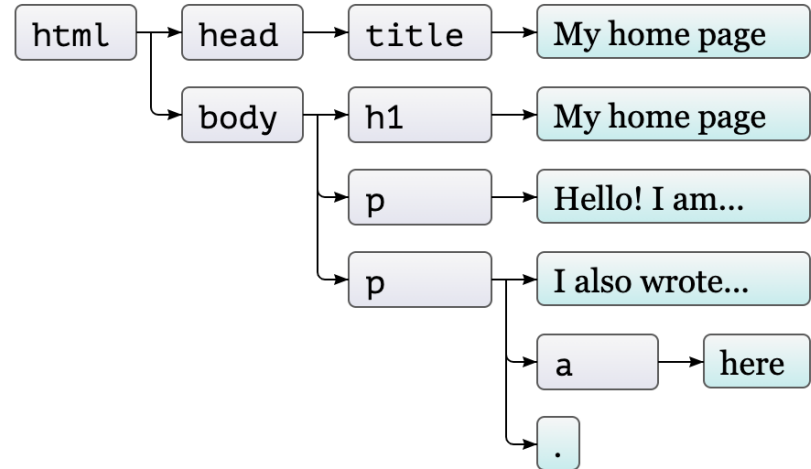 html head title My home page
body h1 My home page
p Hello! I am...
p I also wrote...
a here
.